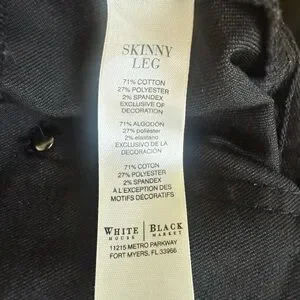 SKINNY
LEG
71% COTTON
27% POLYESTER
2% SPANDEX
EXCLUSIVE OF
DECORATION
71% ALGODÓN
27% poliéster
2% elastano
EXCLUSIVO DE LA
DECORACIÓN
71% COTON
27% POLYESTER
2% SPANDEX
À L'EXCEPTION DES
MOTIFS DÉCORATIFS
WHITE | BLACK
HOUSE | MARKET
11215 METRO PARKWAY
FORT MYERS, FL 33966